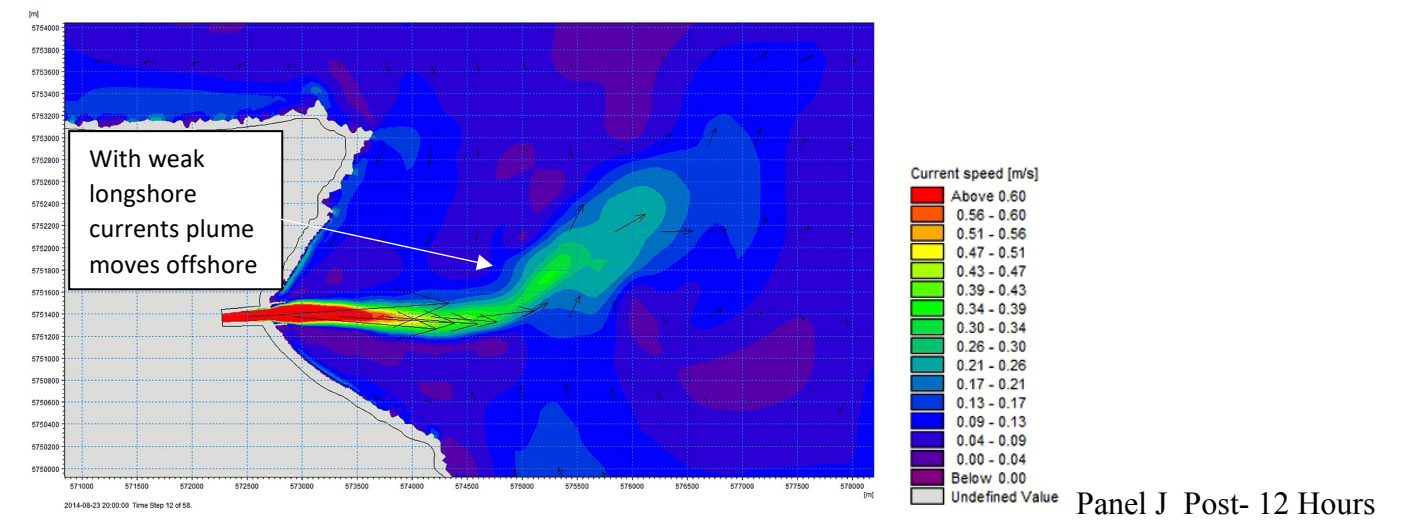 [m]
5754000
5753800
5753600
5753400
5753200
5753000
5752800
5752600
5752400
5752200
5752000
5751800
5751600
5751400
5751200
5751000
5750800
5750600
5750400
5750200
5750000
With weak
longshore
currents plume
moves offshore
571000 571500 572000 572500 573000 573500 574000 574500 575000 575500 576000 576500 577000 577500 578000
[m]
2014-08-23 20:00:00 Time Step 12 of 58.
Current speed [m/s]
Above 0.60
0.56 - 0.60
0.51 - 0.56
0.47 - 0.51
0.43 - 0.47
0.39 - 0.43
0.34 - 0.39
0.30 - 0.34
0.26 - 0.30
0.21 - 0.26
0.17 - 0.21
0.13 - 0.17
0.09 - 0.13
0.04 - 0.09
0.00 - 0.04
Below 0.00
Undefined Value
Panel J Post- 12 Hours